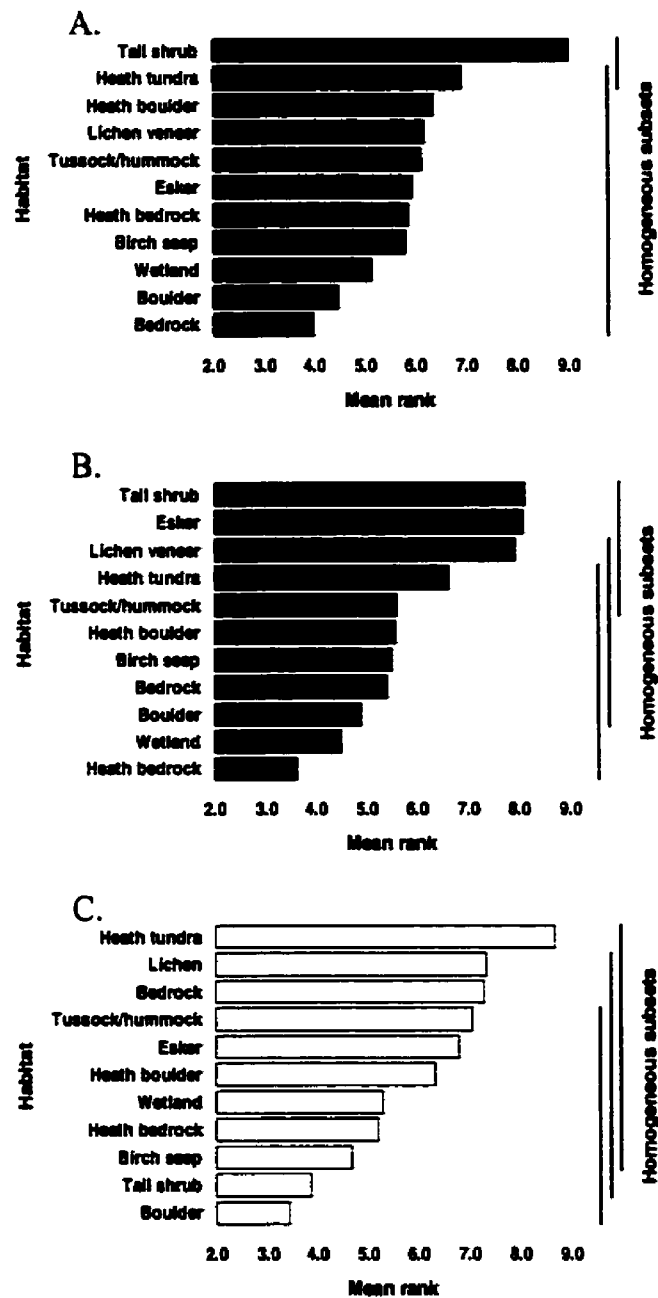 A.
Tall shrub
Heath tundra
Heath boulder
Lichen veneer
Tussock/hummock
Esker
Heath bedrock
Birch seep
Wetland
Boulder
Bedrock
Habitat
Homogeneous subsets
2.0 3.0 4.0 5.0 6.0 7.0 8.0 9.0
Mean rank
B.
Tall shrub
Esker
Lichen veneer
Heath tundra
Tussock/hummock
Heath boulder
Birch seep
Bedrock
Boulder
Wetland
Heath bedrock
Habitat
Homogeneous subsets
2.0 3.0 4.0 5.0 6.0 7.0 8.0 9.0
Mean rank
C.
Heath tundra
Lichen
Bedrock
Tussock/hummock
Esker
Heath boulder
Wetland
Heath bedrock
Birch seep
Tall shrub
Boulder
Habitat
Homogeneous subsets
2.0 3.0 4.0 5.0 6.0 7.0 8.0 9.0
Mean rank